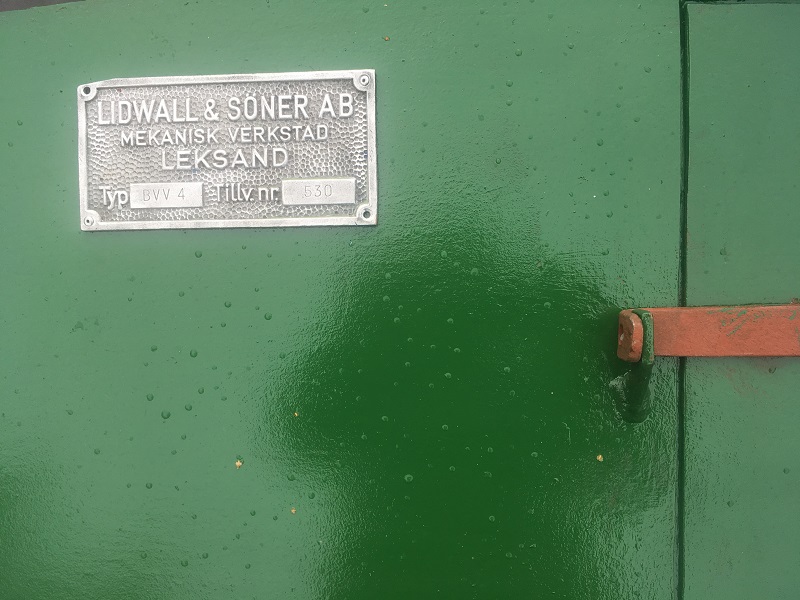 LIDWALL & SÖNER AB
MEKANISK VERKSTAD
LEKSAND
Typ BVV 4 Tillv. nr. 530